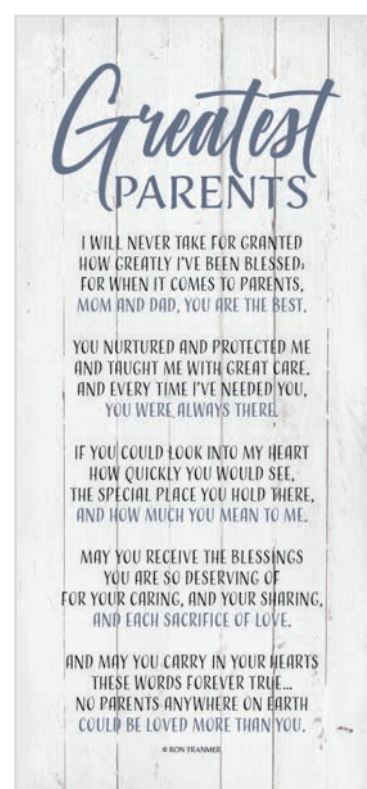 Greatest
PARENTS
I WILL NEVER TAKE FOR GRANTED
HOW GREATLY I'VE BEEN BLESSED;
FOR WHEN IT COMES TO PARENTS,
MOM AND DAD, YOU ARE THE BEST.
YOU NURTURED AND PROTECTED ME
AND TAUGHT ME WITH GREAT CARE.
AND EVERY TIME I'VE NEEDED YOU,
YOU WERE ALWAYS THERE.
IF YOU COULD LOOK INTO MY HEART
HOW QUICKLY YOU WOULD SEE,
THE SPECIAL PLACE YOU HOLD THERE,
AND HOW MUCH YOU MEAN TO ME.
MAY YOU RECEIVE THE BLESSINGS
YOU ARE SO DESERVING OF
FOR YOUR CARING, AND YOUR SHARING,
AND EACH SACRIFICE OF LOVE.
AND MAY YOU CARRY IN YOUR HEARTS
THESE WORDS FOREVER TRUE...
NO PARENTS ANYWHERE ON EARTH
COULD BE LOVED MORE THAN YOU.
© RON TRANMER